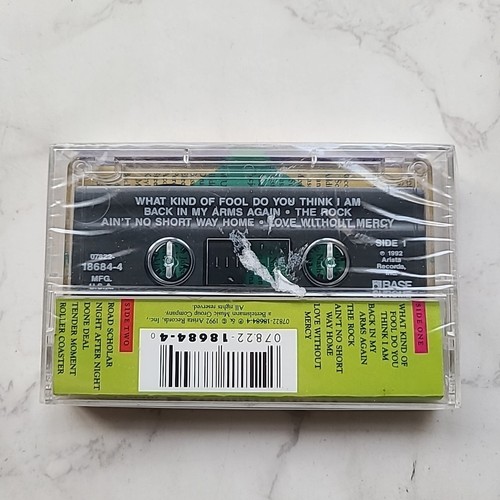 WHAT KIND OF FOOL DO YOU THINK I AM
BACK IN MY ARMS AGAIN • THE ROCK
AIN'T NO SHORT WAY HOME • LOVE WITHOUT MERCY
07822-
18684-4
MFG.
U.S.A.
SIDE 1
℗ 1992
Arista
Records,
Inc.
BASF
07822-18684-4 ℗ & © 1992, Arista Records, Inc.,
a Bertelsmann Music Group Company
All rights reserved.
07822-18684-4
0
SIDE ONE
WHAT KIND OF
FOOL DO YOU
THINK I AM
BACK IN MY
ARMS AGAIN
THE ROCK
AIN'T NO SHORT
WAY HOME
LOVE WITHOUT
MERCY
SIDE TWO
ROAD SCHOLAR
NIGHT AFTER NIGHT
DONE DEAL
TENDER MOMENT
ROLLER COASTER